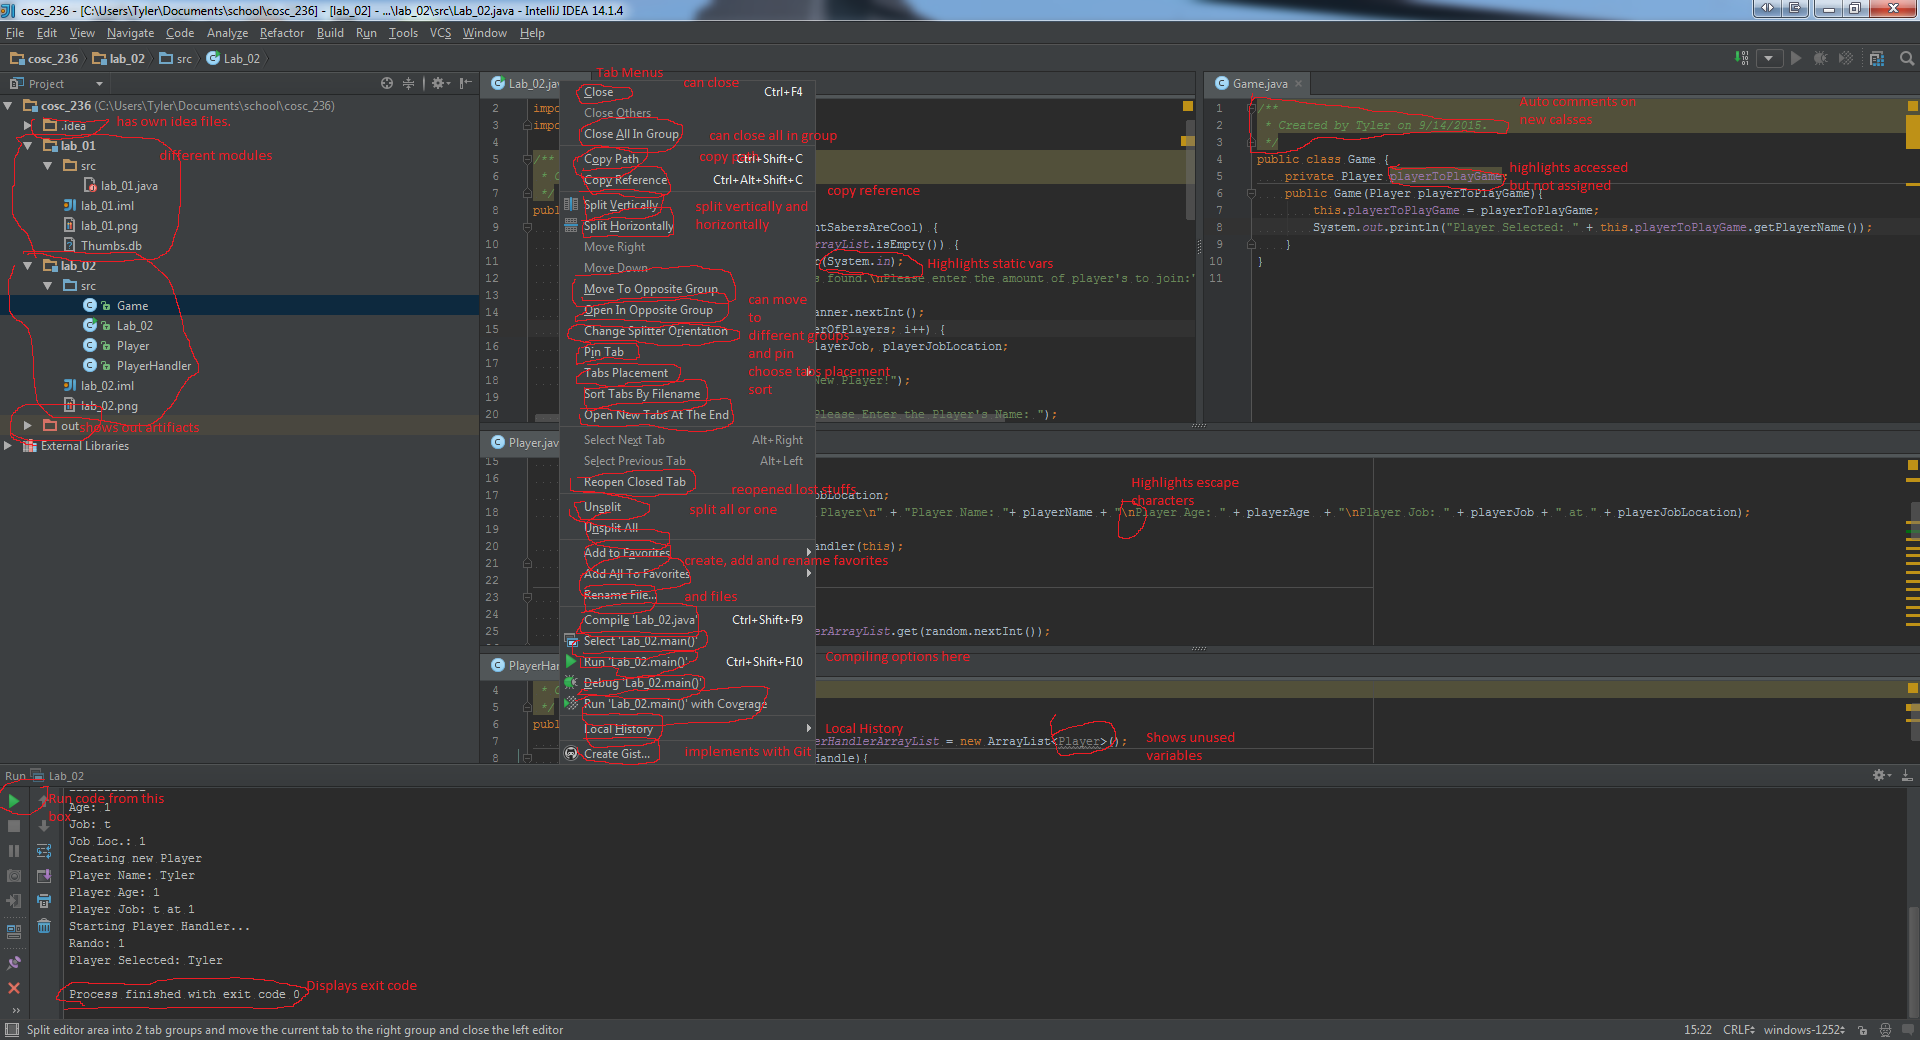 cosc_236 - [C:\Users\Tyler\Documents\school\cosc_236] - [lab_02] - ...\lab_02\src\Lab_02.java - IntelliJ IDEA 14.1.4
File Edit View Navigate Code Analyze Refactor Build Run Tools VCS Window Help
cosc_236 lab_02 src Lab_02
Project
cosc_236 (C:\Users\Tyler\Documents\school\cosc_236)
.idea
has own idea files.
lab_01
different modules
src
lab_01.java
lab_01.iml
lab_01.png
Thumbs.db
lab_02
src
Game
Lab_02
Player
PlayerHandler
lab_02.iml
lab_02.png
out
shows out artifiacts
External Libraries
Lab_02.jav
Tab Menus
can close
Close Ctrl+F4
Close Others
Close All In Group
can close all in group
Copy Path Ctrl+Shift+C
copy path
Copy Reference Ctrl+Alt+Shift+C
copy reference
Split Vertically
split vertically and
horizontally
Split Horizontally
Move Right
Move Down
Move To Opposite Group
Open In Opposite Group
Change Splitter Orientation
can move
to
different groups
and pin
choose tabs placement
sort
Pin Tab
Tabs Placement
Sort Tabs By Filename
Open New Tabs At The End
Select Next Tab Alt+Right
Select Previous Tab Alt+Left
Reopen Closed Tab
reopened lost stuffs
Unsplit
split all or one
Unsplit All
Add to Favorites
create, add and rename favorites
Add All To Favorites
Rename File...
and files
Compile 'Lab_02.java' Ctrl+Shift+F9
Select 'Lab_02.main()'
Run 'Lab_02.main()' Ctrl+Shift+F10
Compiling options here
Debug 'Lab_02.main()'
Run 'Lab_02.main()' with Coverage
Local History
Local History
Create Gist...
implements with Git
2 impo
3 impo
5 /**
6 * C
7 */
8 pub
9 ntSabersAreCool) {
10 rrayList.isEmpty()) {
11 r(System.in);
Highlights static vars
12 s found.\nPlease enter the amount of player's to join:"
13
14 anner.nextInt();
15 erOfPlayers; i++) {
16 layerJob, playerJobLocation;
17
18 New Player!");
19
20 Please Enter the Player's Name: ");
Game.java
1 /**
2 * Created by Tyler on 9/14/2015.
3 */
Auto comments on
new calsses
4 public class Game {
5 private Player playerToPlayGame;
highlights accessed
but not assigned
6 public Game(Player playerToPlayGame){
7 this.playerToPlayGame = playerToPlayGame;
8 System.out.println("Player Selected: " + this.playerToPlayGame.getPlayerName());
9 }
10 }
11
Player.jav
15
16
17 obLocation;
Highlights escape
characters
18 Player\n" + "Player Name: "+ playerName + "\nPlayer Age: " + playerAge + "\nPlayer Job: " + playerJob + " at " + playerJobLocation);
19
20 andler(this);
21
22
23
24
25 erArrayList.get(random.nextInt());
PlayerHan
4 * C
5 */
6 publ
7 erHandlerArrayList = new ArrayList<Player>();
8 Handle){
Shows unused
variables
Run Lab_02
Run code from this
box
Age: 1
Job: t
Job Loc.: 1
Creating new Player
Player Name: Tyler
Player Age: 1
Player Job: t at 1
Starting Player Handler...
Rando: 1
Player Selected: Tyler
Process finished with exit code 0
Displays exit code
Split editor area into 2 tab groups and move the current tab to the right group and close the left editor
15:22 CRLF windows-1252